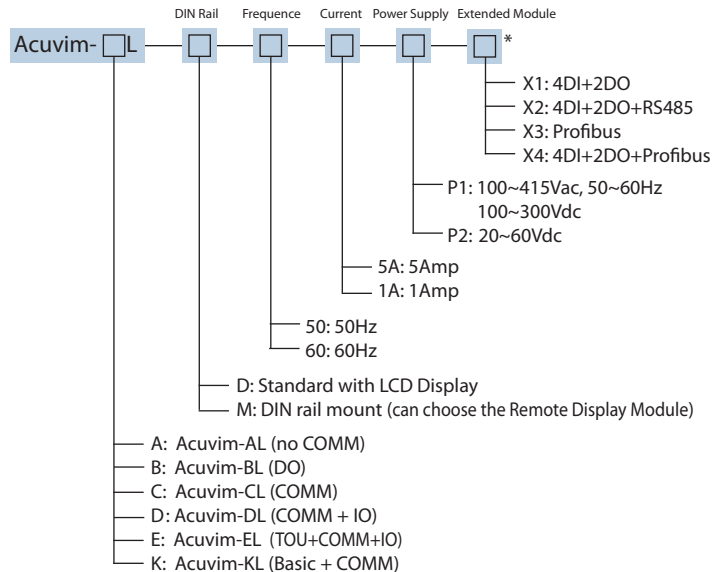 DIN Rail Frequence Current Power Supply Extended Module
Acuvim- L *
X1: 4DI+2DO
X2: 4DI+2DO+RS485
X3: Profibus
X4: 4DI+2DO+Profibus
P1: 100~415Vac, 50~60Hz
100~300Vdc
P2: 20~60Vdc
5A: 5Amp
1A: 1Amp
50: 50Hz
60: 60Hz
D: Standard with LCD Display
M: DIN rail mount (can choose the Remote Display Module)
A: Acuvim-AL (no COMM)
B: Acuvim-BL (DO)
C: Acuvim-CL (COMM)
D: Acuvim-DL (COMM + IO)
E: Acuvim-EL (TOU+COMM+IO)
K: Acuvim-KL (Basic + COMM)